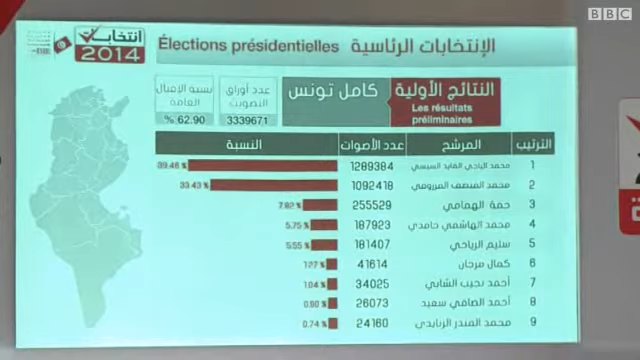 BBC
انتخابات
2014
Élections présidentielles الإنتخابات الرئاسية
النتائج الأولية
Les résultats
préliminaires
كامل تونس
عدد أوراق
التصويت
3339671
نسبة الإقبال
العامة
% 62.90
الترتيب المرشح عدد الأصوات النسبة
1 محمد الباجي القايد السبسي 1289384 39.46 %
2 محمد المنصف المرزوقي 1092418 33.43 %
3 حمة الهمامي 255529 7.82 %
4 محمد الهاشمي حامدي 187923 5.75 %
5 سليم الرياحي 181407 5.55 %
6 كمال مرجان 41614 1.27 %
7 أحمد نجيب الشابي 34025 1.04 %
8 أحمد الصافي سعيد 26073 0.80 %
9 محمد المنذر الزنايدي 24160 0.74 %